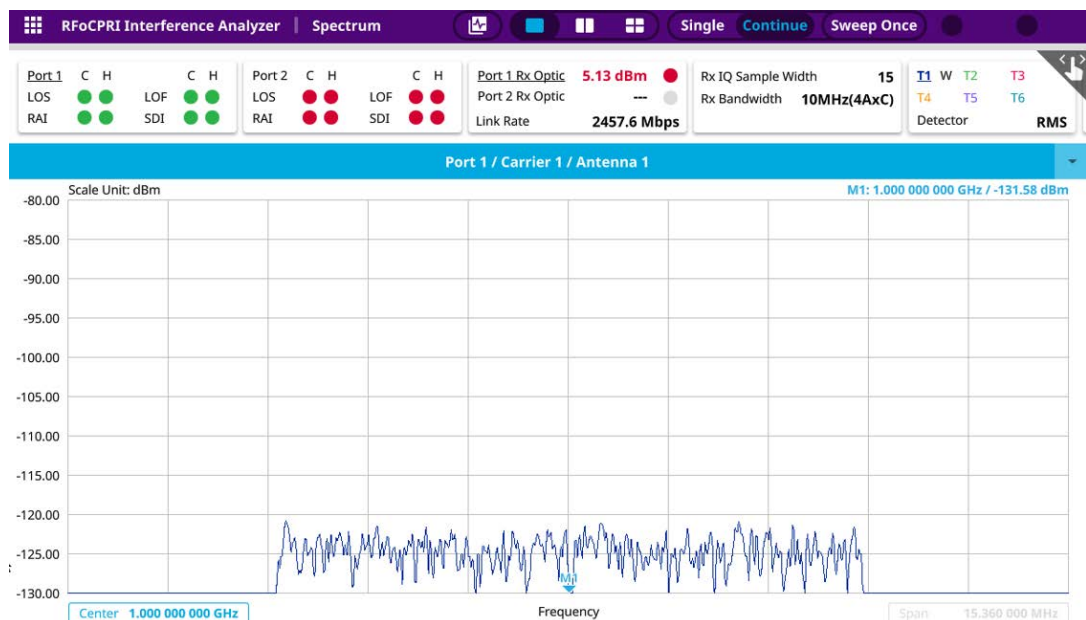 RFoCPRI Interference Analyzer | Spectrum Single Continue Sweep Once
Port 1 C H C H
LOS LOF
RAI SDI
Port 2 C H C H
LOS LOF
RAI SDI
Port 1 Rx Optic 5.13 dBm
Port 2 Rx Optic ---
Link Rate 2457.6 Mbps
Rx IQ Sample Width 15
Rx Bandwidth 10MHz(4AxC)
T1 W T2 T3
T4 T5 T6
Detector RMS
Port 1 / Carrier 1 / Antenna 1
Scale Unit: dBm M1: 1.000 000 000 GHz / -131.58 dBm
-80.00
-85.00
-90.00
-95.00
-100.00
-105.00
-110.00
-115.00
-120.00
-125.00
M1
-130.00
Center 1.000 000 000 GHz Frequency Span 15.360 000 MHz